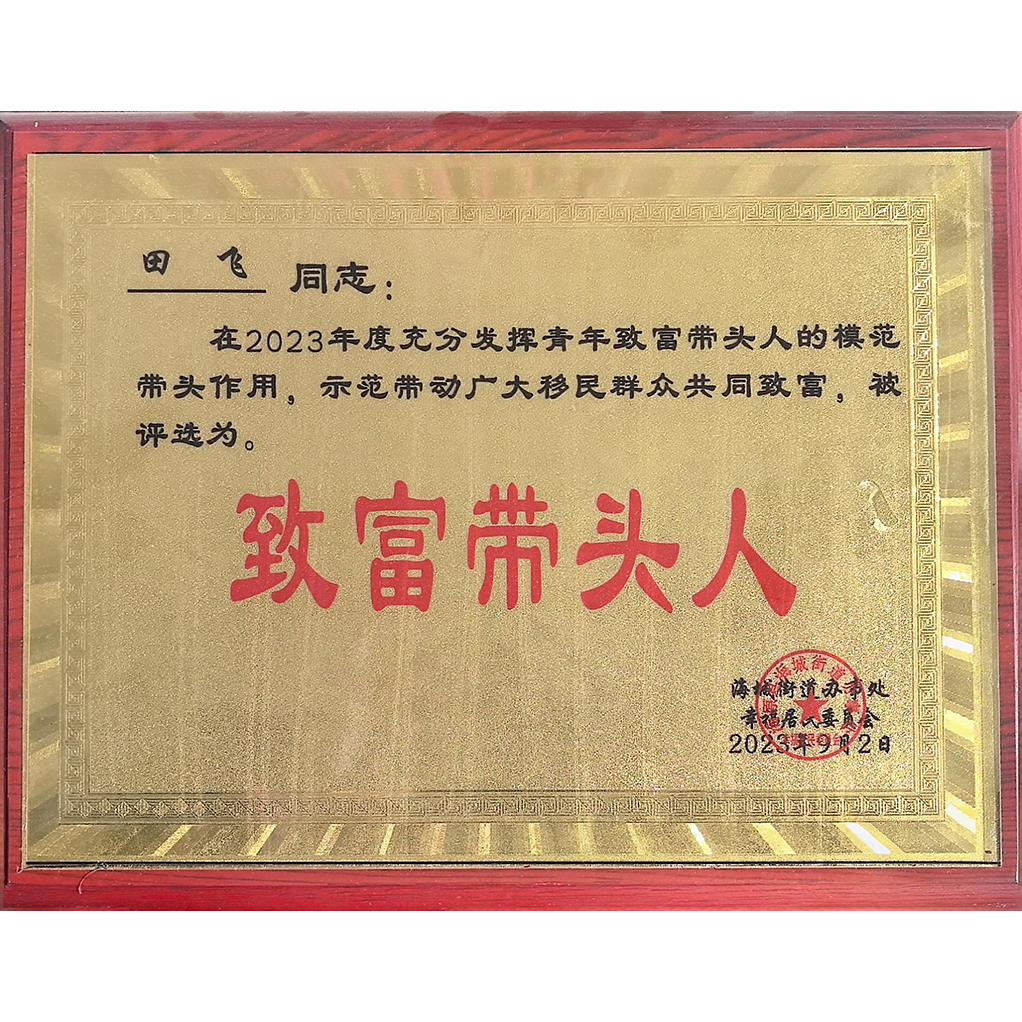 田 飞 同志：
在2023年度充分发挥青年致富带头人的模范
带头作用，示范带动广大移民群众共同致富，被
评选为。
致富带头人
海城街道办事处
幸福居民委员会
2023年9月2日